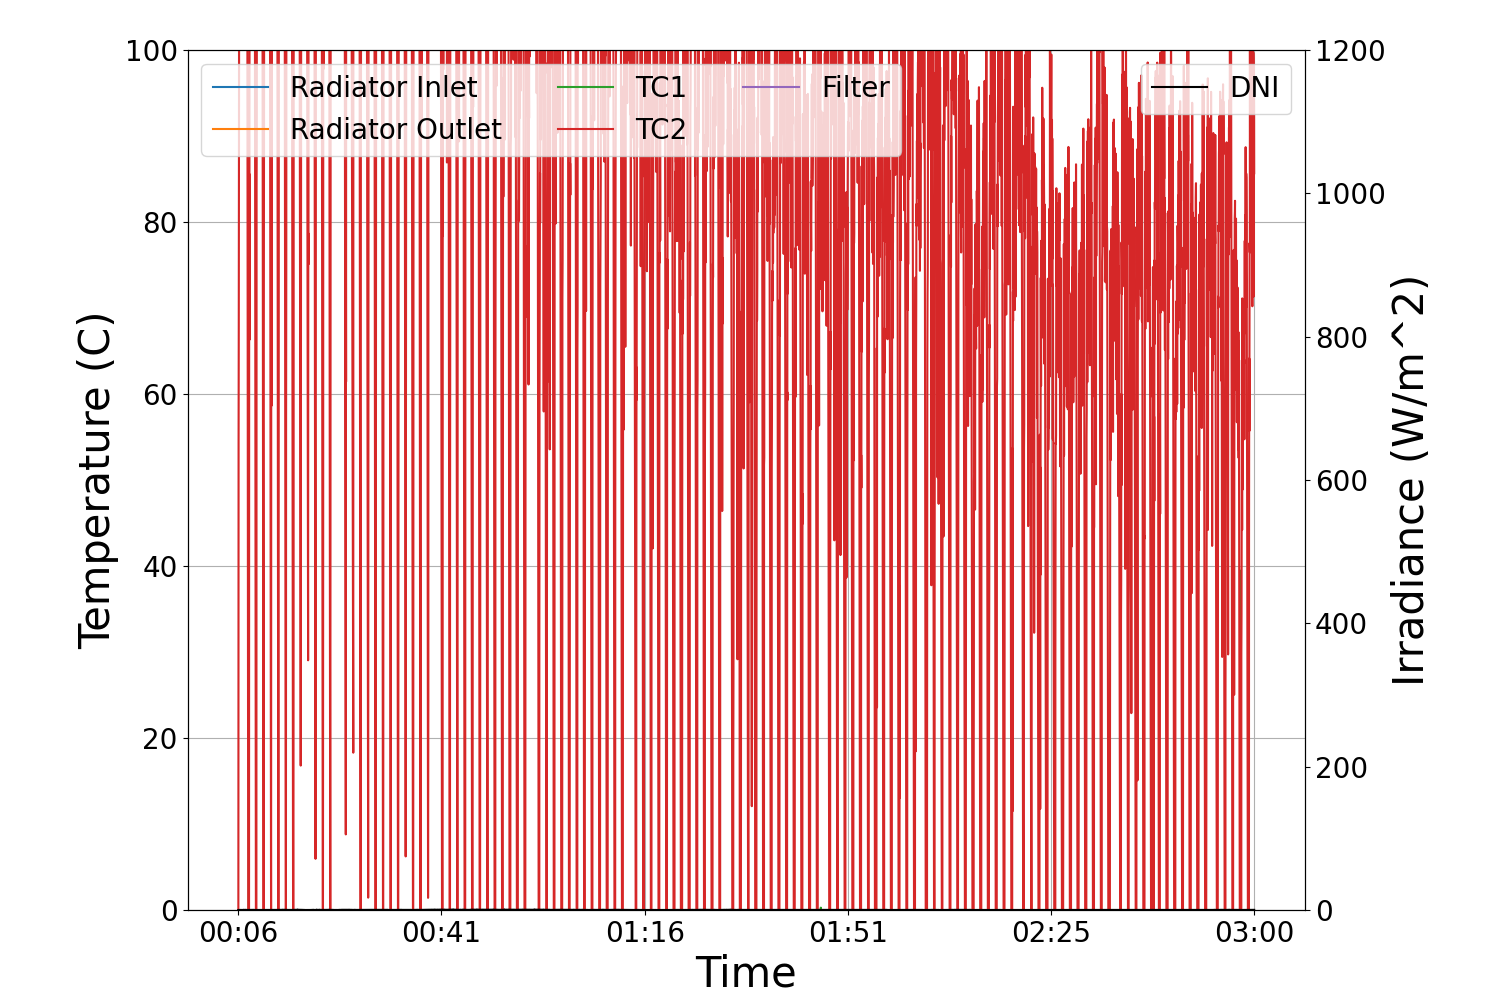 Temperature (C)
100
80
60
40
20
0
Radiator Inlet
Radiator Outlet
TC1
TC2
Filter
DNI
1200
1000
800
600
400
200
0
Irradiance (W/m^2)
00:06
00:41
01:16
01:51
02:25
03:00
Time